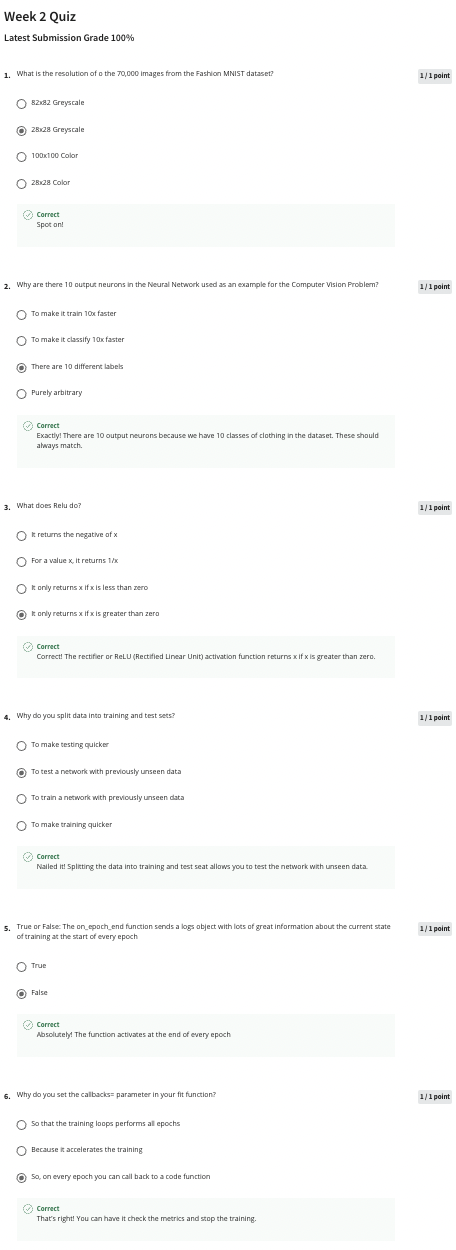 Week 2 Quiz
Latest Submission Grade 100%
1. What is the resolution of o the 70,000 images from the Fashion MNIST dataset? 1 / 1 point
82x82 Greyscale
28x28 Greyscale
100x100 Color
28x28 Color
Correct
Spot on!
2. Why are there 10 output neurons in the Neural Network used as an example for the Computer Vision Problem? 1 / 1 point
To make it train 10x faster
To make it classify 10x faster
There are 10 different labels
Purely arbitrary
Correct
Exactly! There are 10 output neurons because we have 10 classes of clothing in the dataset. These should
always match.
3. What does Relu do? 1 / 1 point
It returns the negative of x
For a value x, it returns 1/x
It only returns x if x is less than zero
It only returns x if x is greater than zero
Correct
Correct! The rectifier or ReLU (Rectified Linear Unit) activation function returns x if x is greater than zero.
4. Why do you split data into training and test sets? 1 / 1 point
To make testing quicker
To test a network with previously unseen data
To train a network with previously unseen data
To make training quicker
Correct
Nailed it! Splitting the data into training and test seat allows you to test the network with unseen data.
5. True or False: The on_epoch_end function sends a logs object with lots of great information about the current state 1 / 1 point
of training at the start of every epoch
True
False
Correct
Absolutely! The function activates at the end of every epoch
6. Why do you set the callbacks= parameter in your fit function? 1 / 1 point
So that the training loops performs all epochs
Because it accelerates the training
So, on every epoch you can call back to a code function
Correct
That's right! You can have it check the metrics and stop the training.